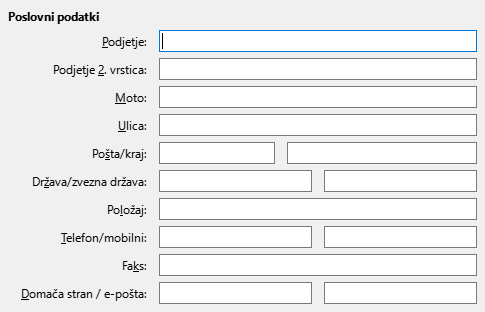 Poslovni podatki
Podjetje:
Podjetje 2. vrstica:
Moto:
Ulica:
Pošta/kraj:
Država/zvezna država:
Položaj:
Telefon/mobilni:
Faks:
Domača stran / e-pošta: